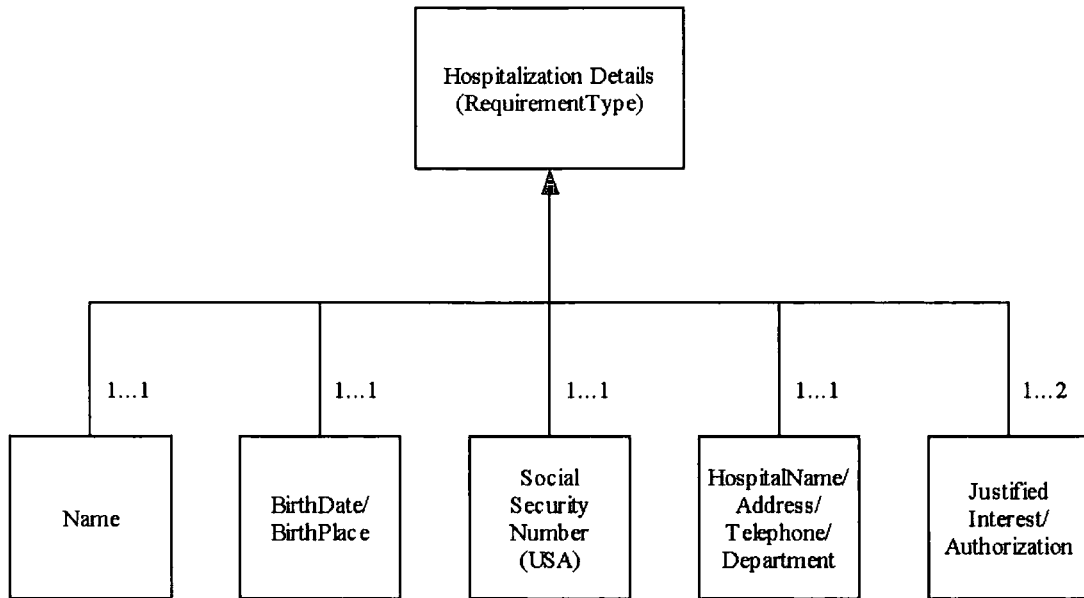 Hospitalization Details
(RequirementType)
1...1
1...1
1...1
1...1
1...2
Name
BirthDate/
BirthPlace
Social
Security
Number
(USA)
HospitalName/
Address/
Telephone/
Department
Justified
Interest/
Authorization